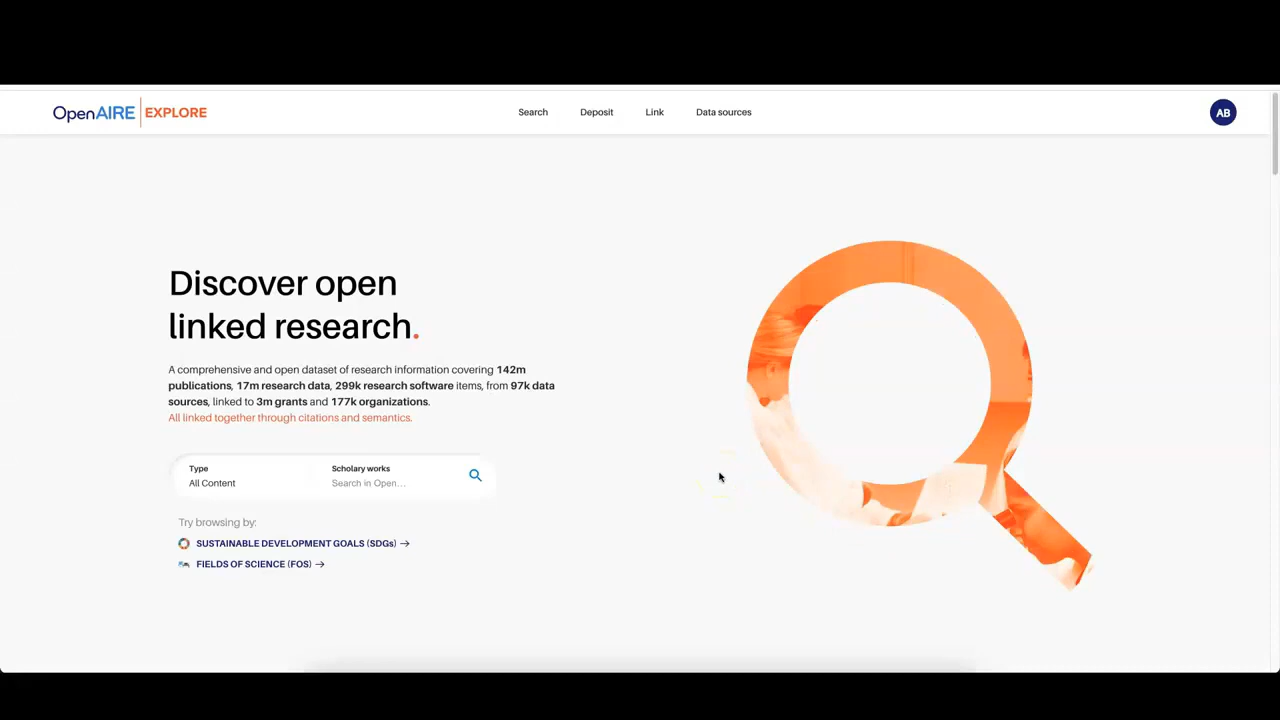 OpenAIRE | EXPLORE
Search Deposit Link Data sources
AB
Discover open
linked research.
A comprehensive and open dataset of research information covering 142m
publications, 17m research data, 299k research software items, from 97k data
sources, linked to 3m grants and 177k organizations.
All linked together through citations and semantics.
Type
All Content
Scholary works
Search in Open...
Try browsing by:
SUSTAINABLE DEVELOPMENT GOALS (SDGs) →
FIELDS OF SCIENCE (FOS) →